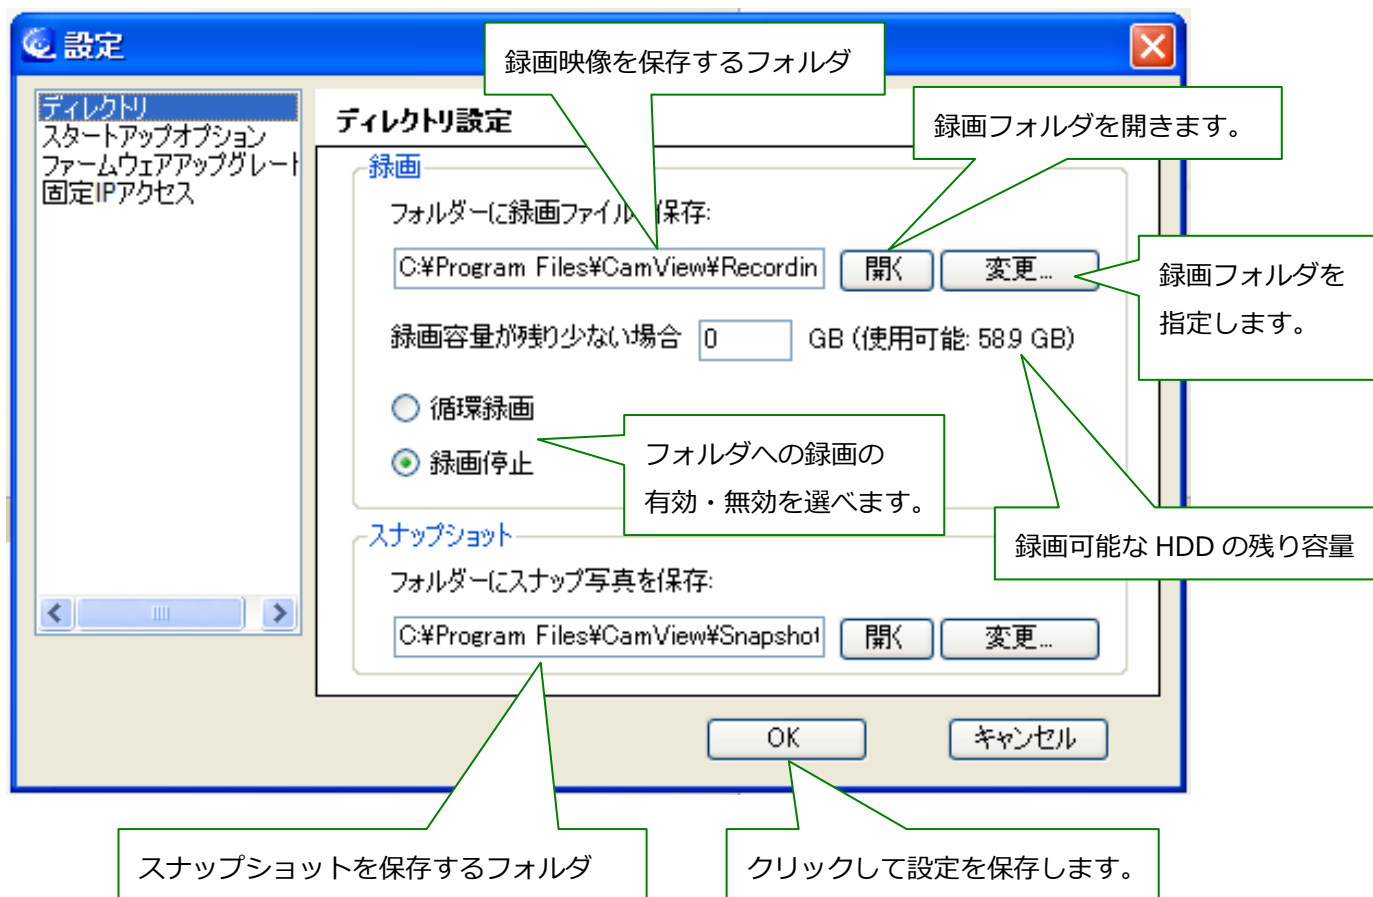 設定
録画映像を保存するフォルダ
ディレクトリ
スタートアップオプション
ファームウェアアップグレート
固定IPアクセス
ディレクトリ設定
録画フォルダを開きます。
録画
フォルダーに録画ファイル 保存:
C:¥Program Files¥CamView¥Recordin
開く
変更...
録画フォルダを
指定します。
録画容量が残り少ない場合 0 GB (使用可能: 58.9 GB)
循環録画
録画停止
フォルダへの録画の
有効・無効を選べます。
録画可能な HDD の残り容量
スナップショット
フォルダーにスナップ写真を保存:
C:¥Program Files¥CamView¥Snapshot
開く
変更...
OK
キャンセル
スナップショットを保存するフォルダ
クリックして設定を保存します。